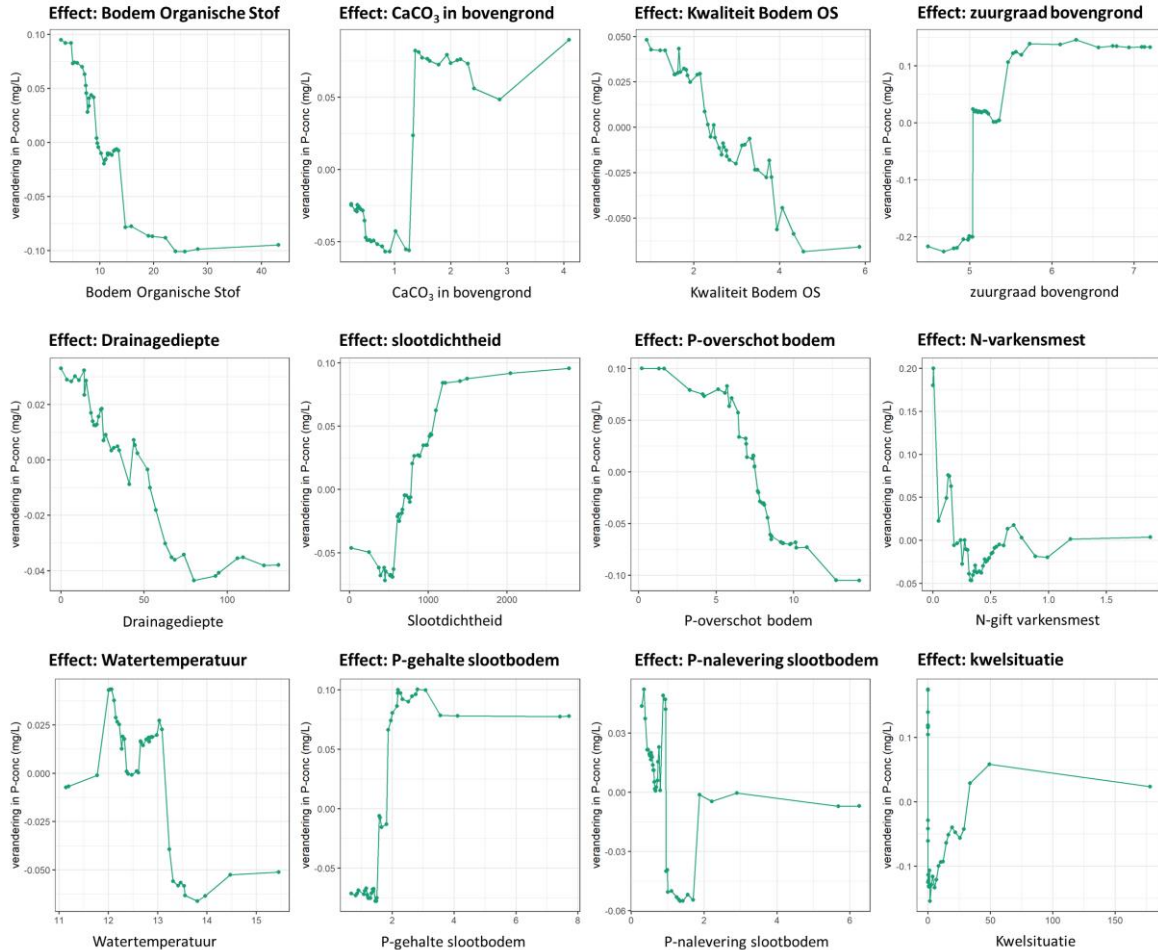 Effect: Bodem Organische Stof
verandering in P-conc (mg/L)
0.10
0.05
0.00
-0.05
-0.10
10
20
30
40
Bodem Organische Stof
Effect: CaCO₃ in bovengrond
verandering in P-conc (mg/L)
0.05
0.00
-0.05
1
2
3
4
CaCO₃ in bovengrond
Effect: Kwaliteit Bodem OS
verandering in P-conc (mg/L)
0.050
0.025
0.000
-0.025
-0.050
2
4
6
Kwaliteit Bodem OS
Effect: zuurgraad bovengrond
verandering in P-conc (mg/L)
0.1
0.0
-0.1
-0.2
5
6
7
zuurgraad bovengrond
Effect: Drainagediepte
verandering in P-conc (mg/L)
0.02
0.00
-0.02
-0.04
0
50
100
Drainagediepte
Effect: slootdichtheid
verandering in P-conc (mg/L)
0.10
0.05
0.00
-0.05
0
1000
2000
Slootdichtheid
Effect: P-overschot bodem
verandering in P-conc (mg/L)
0.10
0.05
0.00
-0.05
-0.10
0
5
10
P-overschot bodem
Effect: N-varkensmest
verandering in P-conc (mg/L)
0.20
0.15
0.10
0.05
0.00
-0.05
0.0
0.5
1.0
1.5
N-gift varkensmest
Effect: Watertemperatuur
verandering in P-conc (mg/L)
0.025
0.000
-0.025
-0.050
11
12
13
14
15
Watertemperatuur
Effect: P-gehalte slootbodem
verandering in P-conc (mg/L)
0.10
0.05
0.00
-0.05
2
4
6
8
P-gehalte slootbodem
Effect: P-nalevering slootbodem
verandering in P-conc (mg/L)
0.03
0.00
-0.03
-0.06
2
4
6
P-nalevering slootbodem
Effect: kwelsituatie
verandering in P-conc (mg/L)
0.1
0.0
-0.1
0
50
100
150
Kwelsituatie